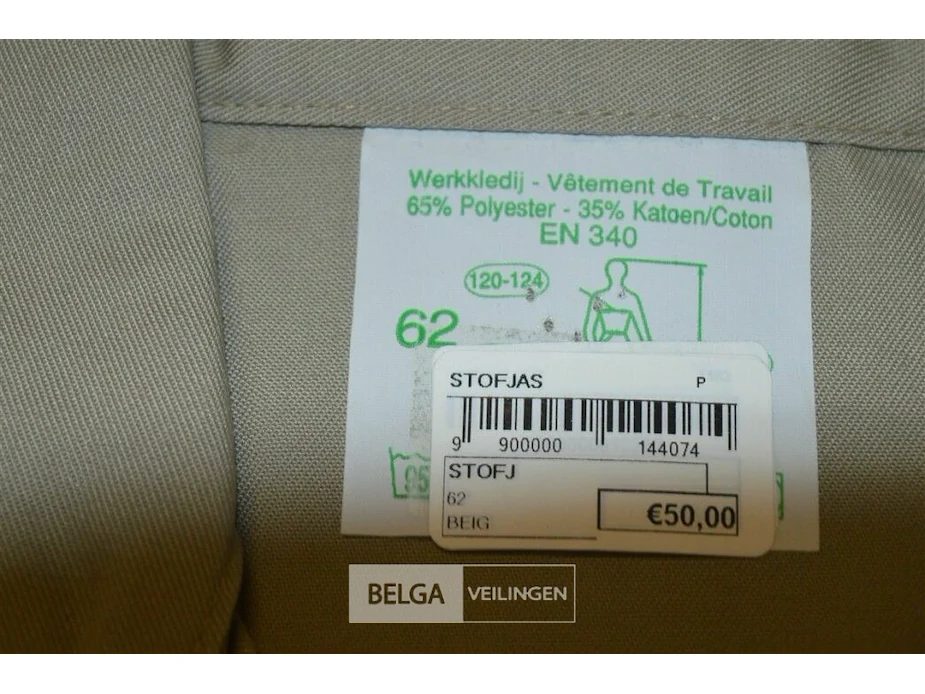 Werkkledij - Vêtement de Travail
65% Polyester - 35% Katoen/Coton
EN 340
120-124
62
STOFJAS P
9 900000 144074
STOFJ
62
BEIG
€50,00
95
BELGA VEILINGEN